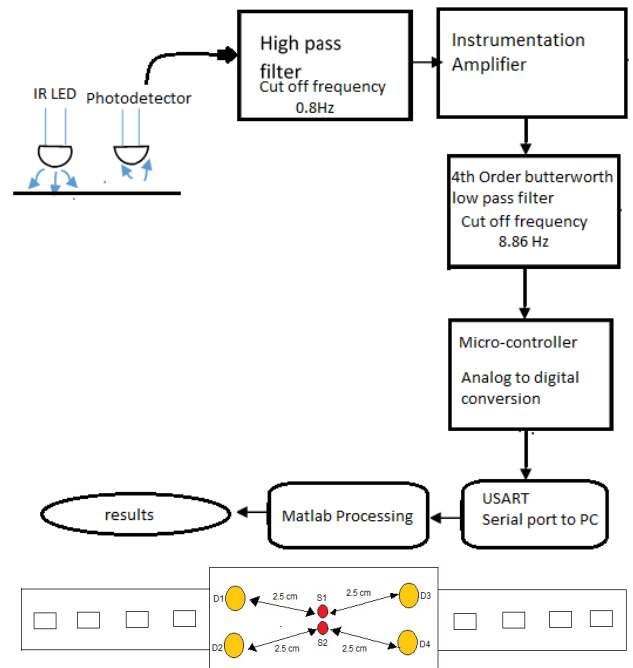 IR LED
Photodetector
High pass
filter
Cut off frequency
0.8Hz
Instrumentation
Amplifier
4th Order butterworth
low pass filter
Cut off frequency
8.86 Hz
Micro-controller
Analog to digital
conversion
USART
Serial port to PC
Matlab Processing
results
D1
2.5 cm
S1
2.5 cm
D3
D2
2.5 cm
S2
2.5 cm
D4